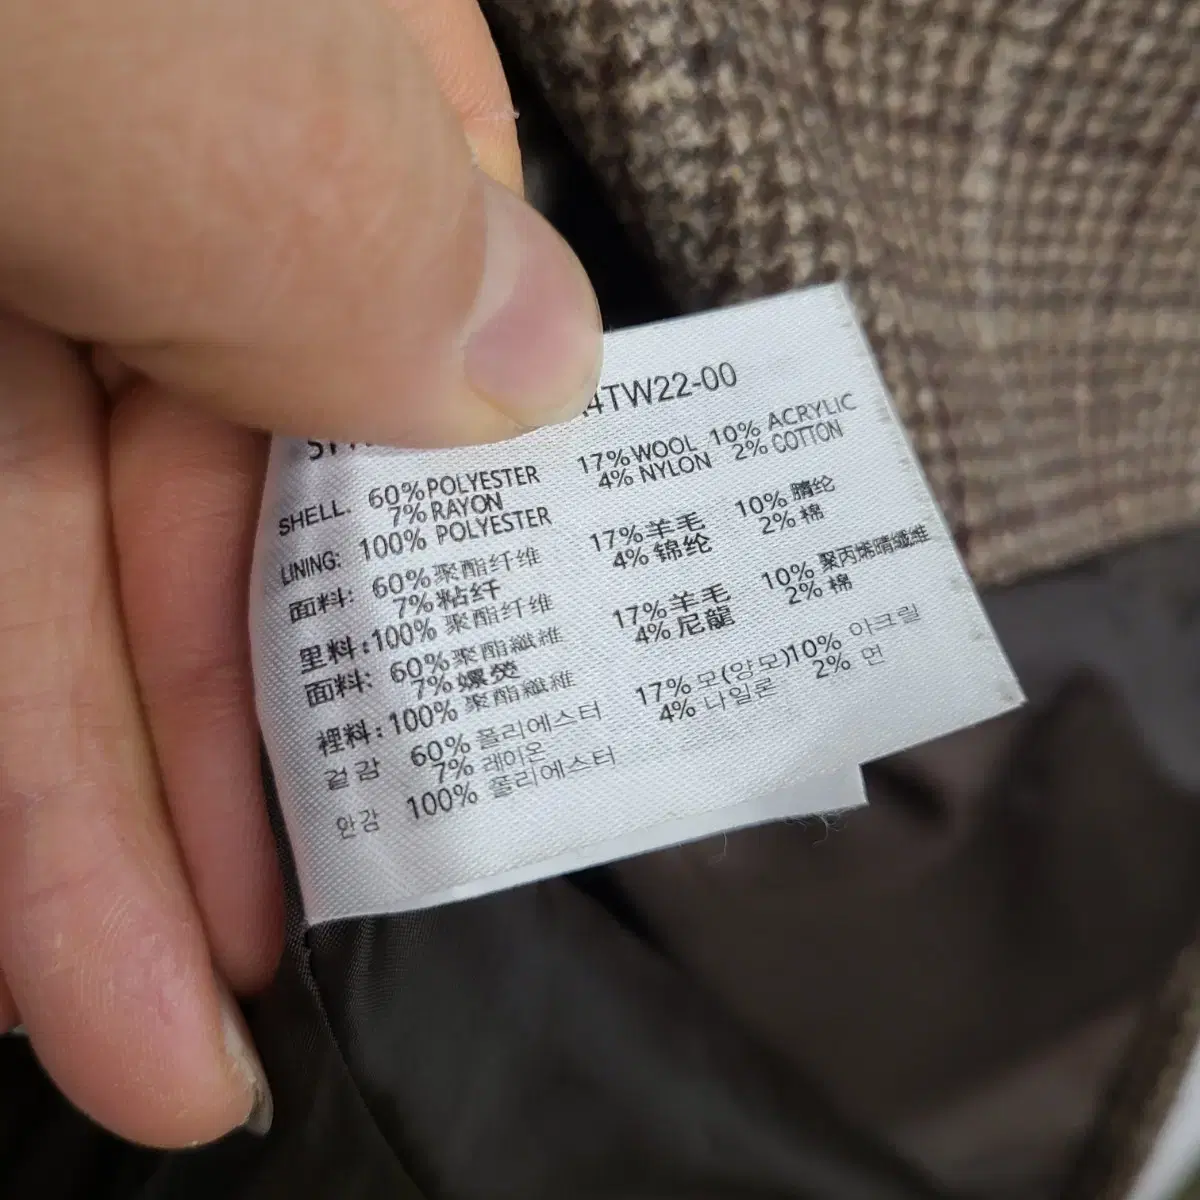 4TW22-00
SHELL: 60%POLYESTER 17%WOOL 10% ACRYLIC
7% RAYON 4% NYLON 2% COTTON
LINING: 100% POLYESTER
面料: 60%聚酯纤维 17%羊毛 10% 腈纶
7%粘纤 4%锦纶 2% 棉
里料:100% 聚酯纤维
面料: 60%聚酯纖維 17%羊毛 10% 聚丙烯晴纖维
7%螺荧 4%尼龍 2% 棉
裡料:100% 聚酯纖維
겉감 60% 폴리에스터 17% 모(양모)10% 아크릴
7% 레이온 4% 나일론 2% 면
안감 100% 폴리에스터